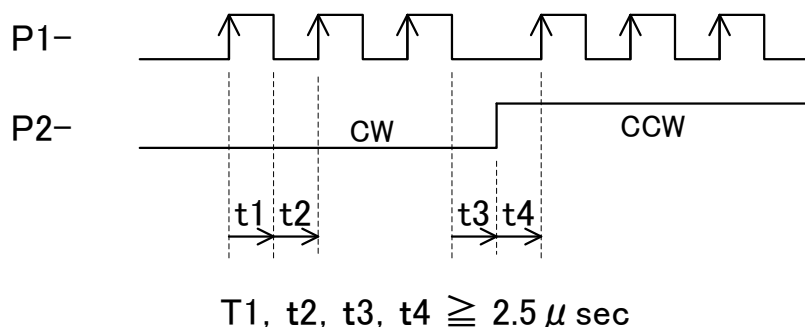 P1-
P2-
CW
CCW
t1 t2 t3 t4
T1, t2, t3, t4 ≧ 2.5 μ sec